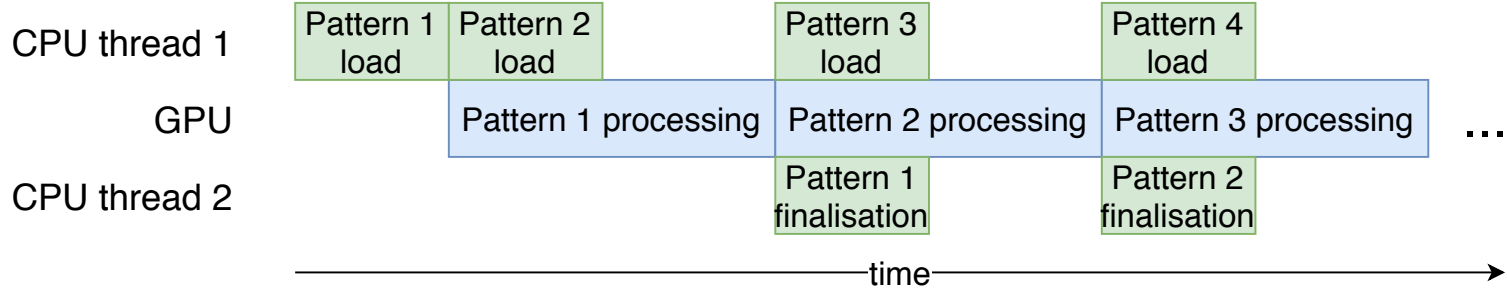 CPU thread 1
Pattern 1
load
Pattern 2
load
Pattern 3
load
Pattern 4
load
GPU
Pattern 1 processing
Pattern 2 processing
Pattern 3 processing
...
CPU thread 2
Pattern 1
finalisation
Pattern 2
finalisation
time